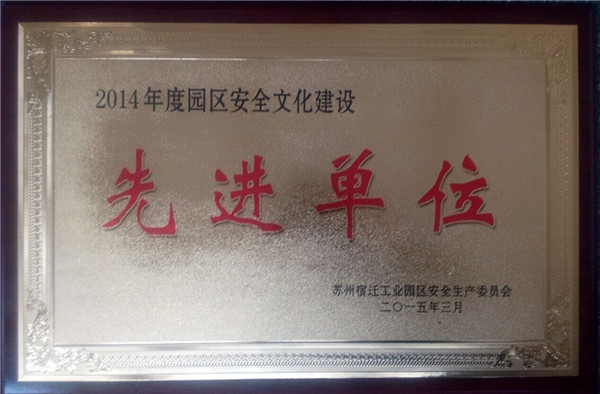 2014年度园区安全文化建设
先进单位
苏州宿迁工业园区安全生产委员会
二〇一五年三月